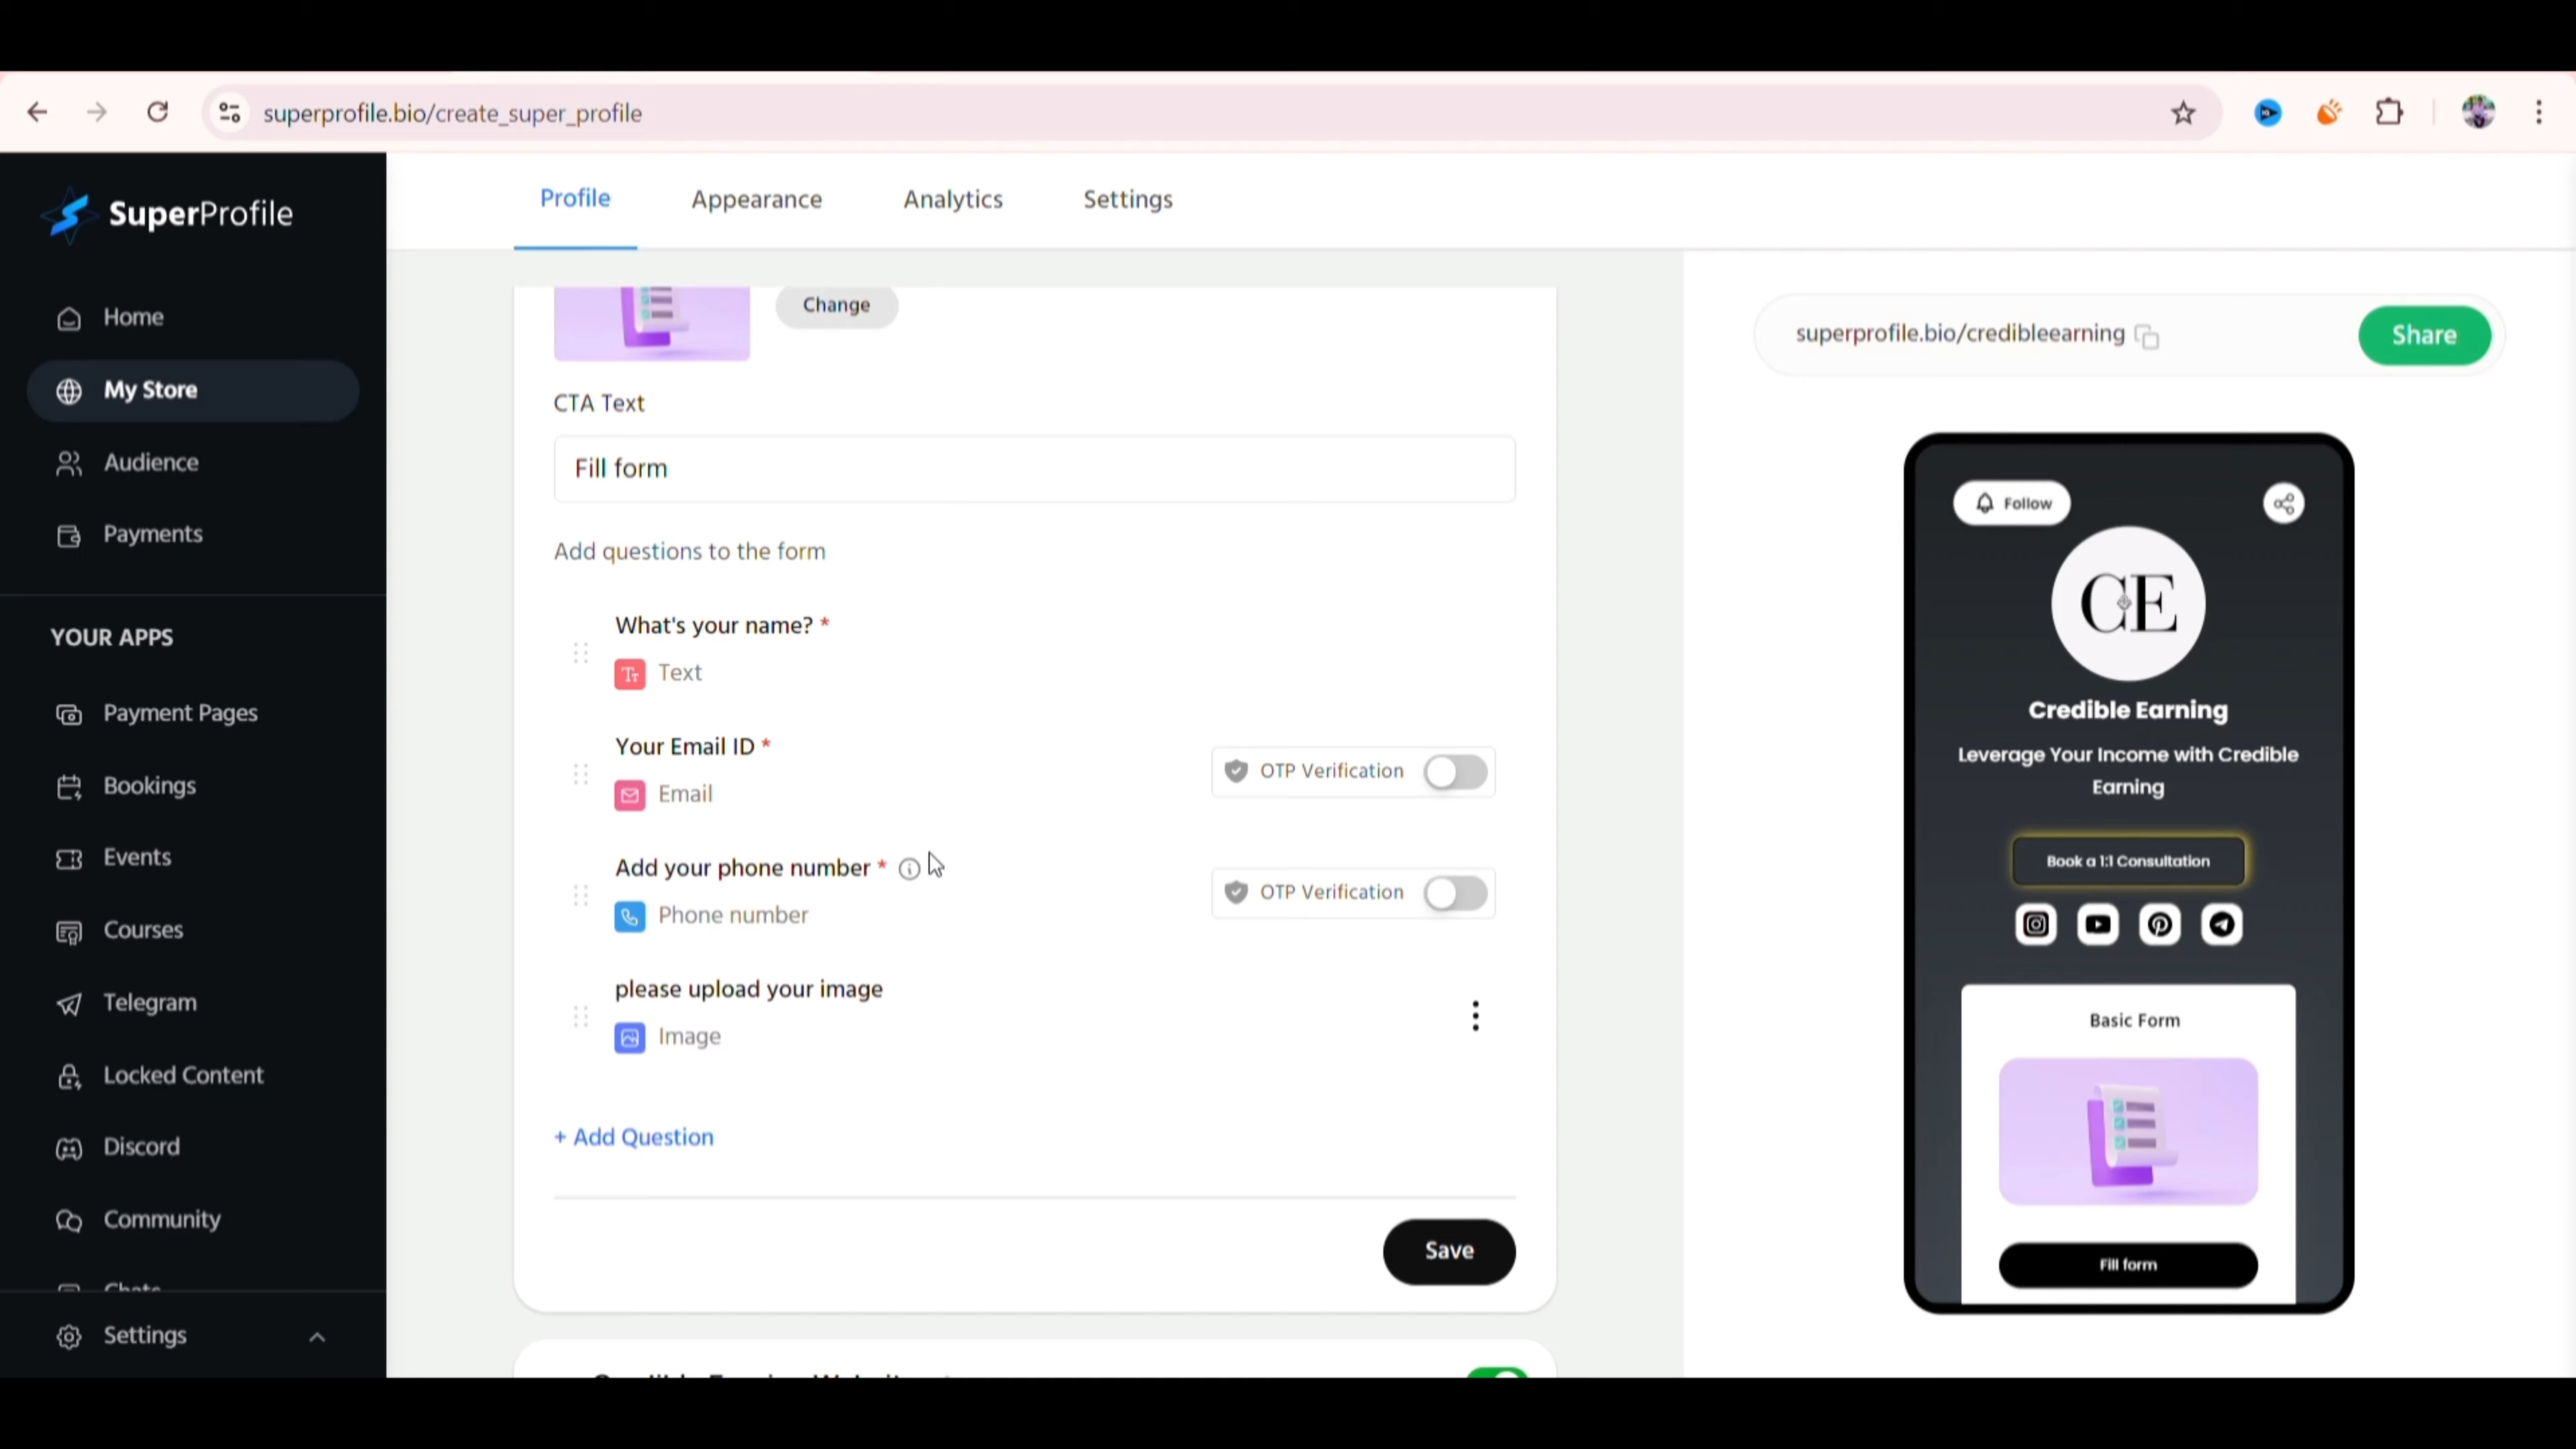 superprofile.bio/create_super_profile
SuperProfile
Home
My Store
Audience
Payments
YOUR APPS
Payment Pages
Bookings
Events
Courses
Telegram
Locked Content
Discord
Community
Settings
Profile
Appearance
Analytics
Settings
Change
CTA Text
Fill form
Add questions to the form
What's your name? *
Text
Your Email ID *
Email
OTP Verification
Add your phone number *
Phone number
OTP Verification
please upload your image
Image
+ Add Question
Save
superprofile.bio/credibleearning
Share
Follow
CE
Credible Earning
Leverage Your Income with Credible
Earning
Book a 1:1 Consultation
Basic Form
Fill form